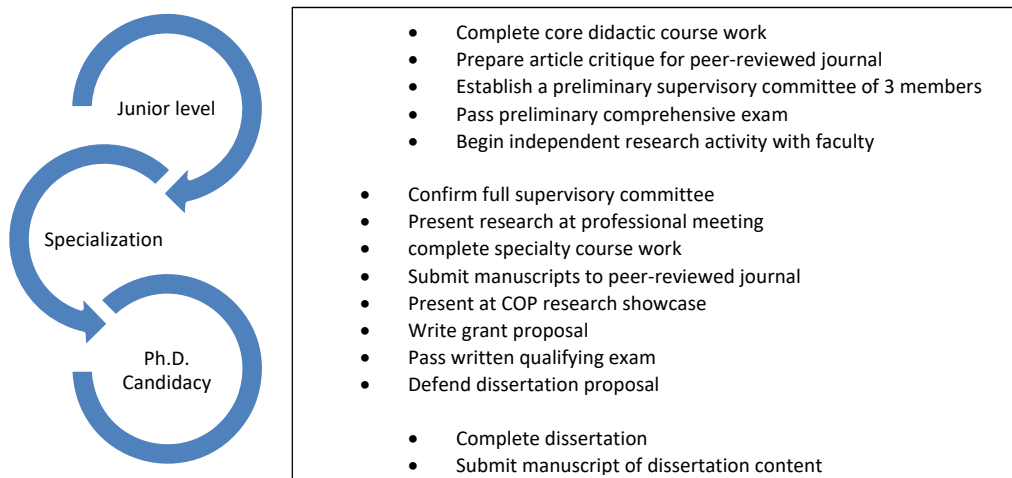 Junior level
Specialization
Ph.D.
Candidacy
• Complete core didactic course work
• Prepare article critique for peer-reviewed journal
• Establish a preliminary supervisory committee of 3 members
• Pass preliminary comprehensive exam
• Begin independent research activity with faculty
• Confirm full supervisory committee
• Present research at professional meeting
• complete specialty course work
• Submit manuscripts to peer-reviewed journal
• Present at COP research showcase
• Write grant proposal
• Pass written qualifying exam
• Defend dissertation proposal
• Complete dissertation
• Submit manuscript of dissertation content